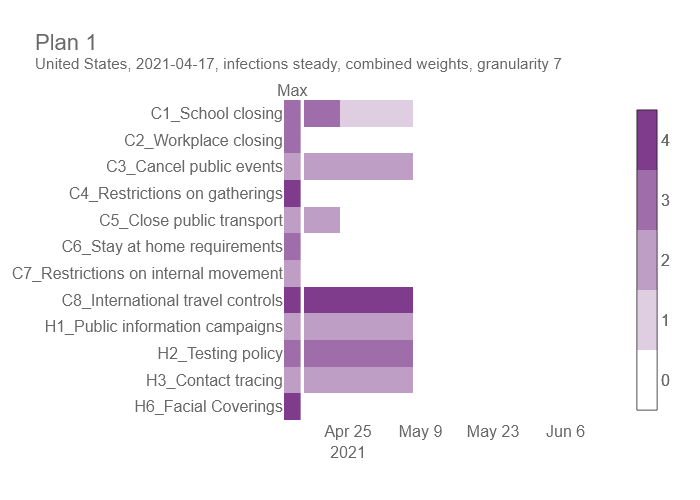 Plan 1
United States, 2021-04-17, infections steady, combined weights, granularity 7
Max
C1_School closing
C2_Workplace closing
C3_Cancel public events
C4_Restrictions on gatherings
C5_Close public transport
C6_Stay at home requirements
C7_Restrictions on internal movement
C8_International travel controls
H1_Public information campaigns
H2_Testing policy
H3_Contact tracing
H6_Facial Coverings
Apr 25 May 9 May 23 Jun 6
2021
4
3
2
1
0